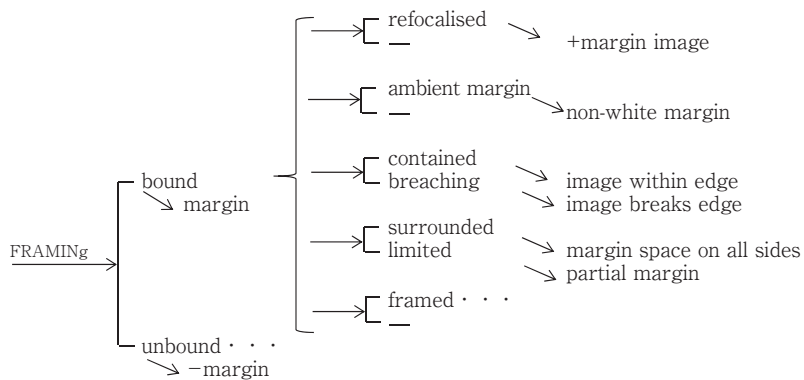 FRAMINg
bound
margin
unbound · · ·
−margin
refocalised
—
+margin image
ambient margin
—
non-white margin
contained
breaching
image within edge
image breaks edge
surrounded
limited
margin space on all sides
partial margin
framed · · ·
—